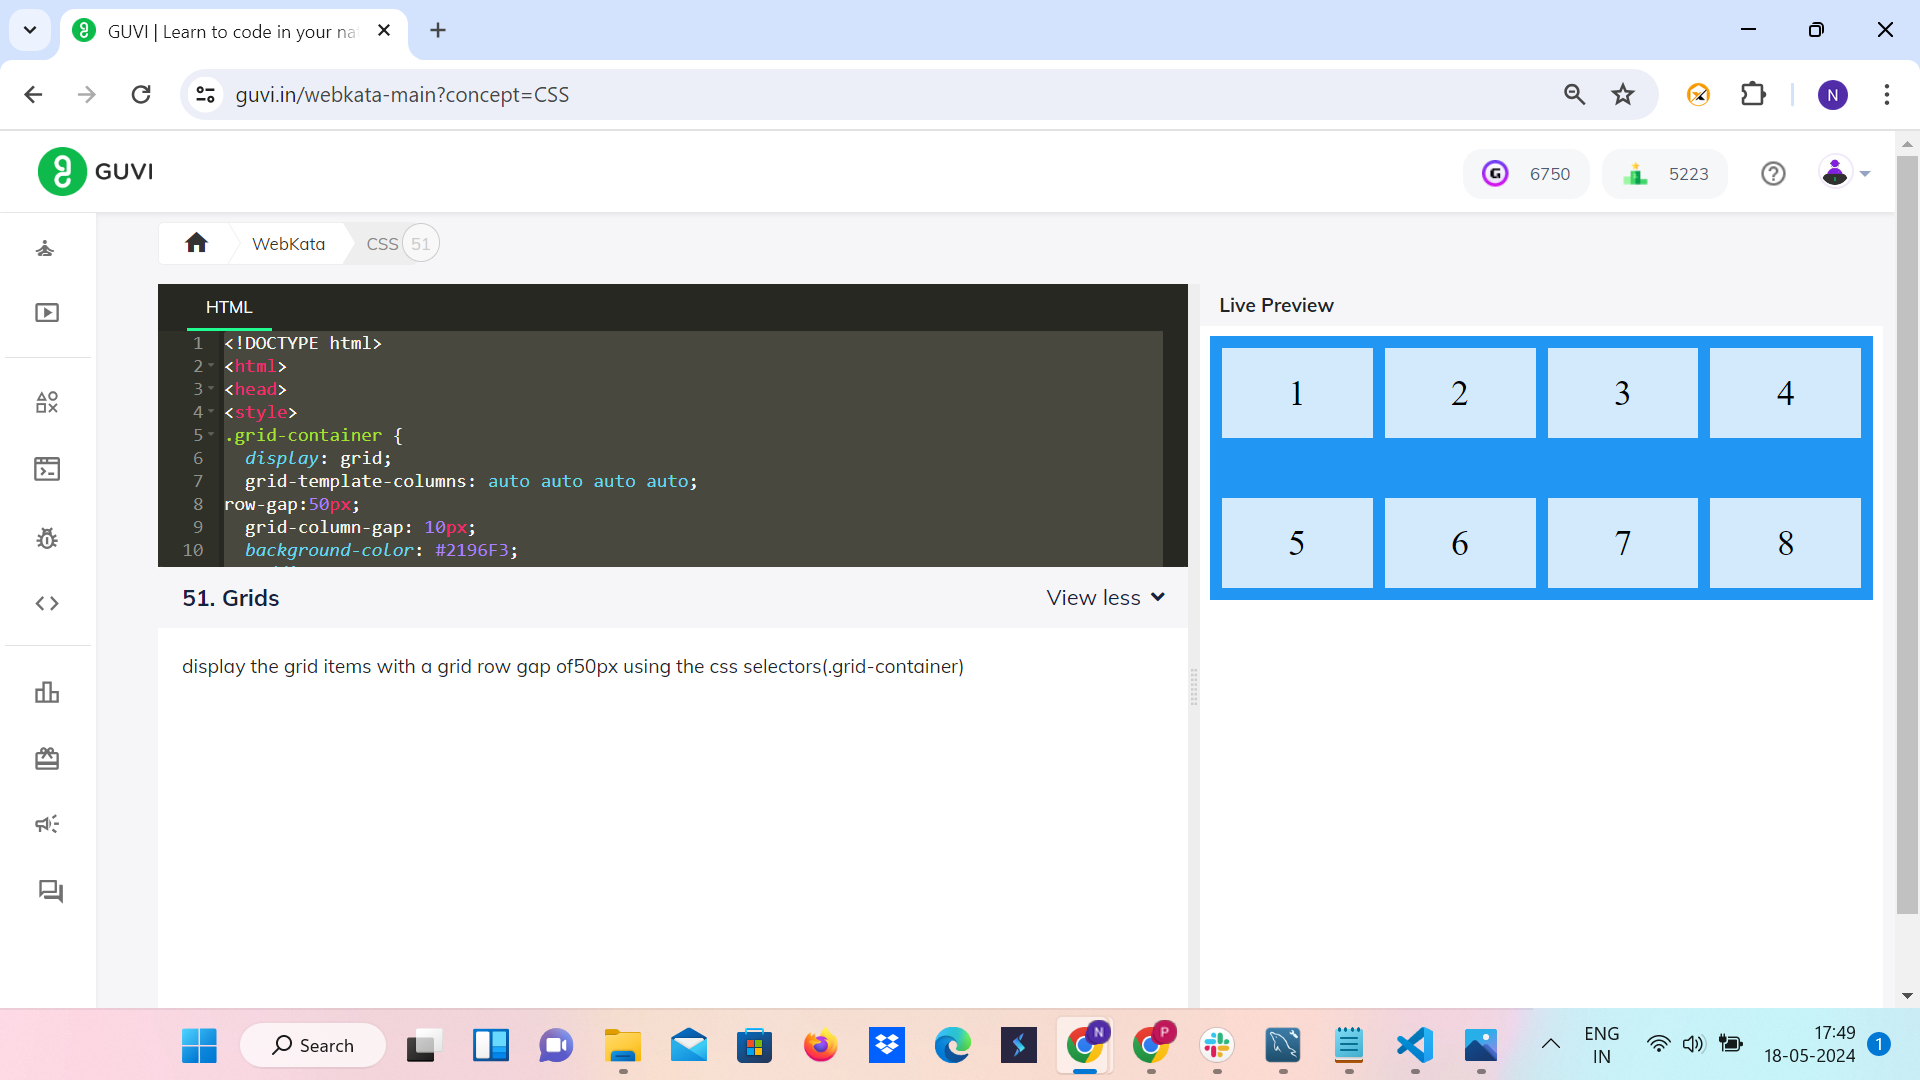 GUVI | Learn to code in your na
guvi.in/webkata-main?concept=CSS
N
GUVI
G
6750
5223
WebKata
CSS
51
HTML
1 <!DOCTYPE html>
2 <html>
3 <head>
4 <style>
5 .grid-container {
6 display: grid;
7 grid-template-columns: auto auto auto auto;
8 row-gap:50px;
9 grid-column-gap: 10px;
10 background-color: #2196F3;
51. Grids
View less
display the grid items with a grid row gap of50px using the css selectors(.grid-container)
Live Preview
1 2 3 4
5 6 7 8
Search
N
P
ENG
IN
17:49
18-05-2024
1